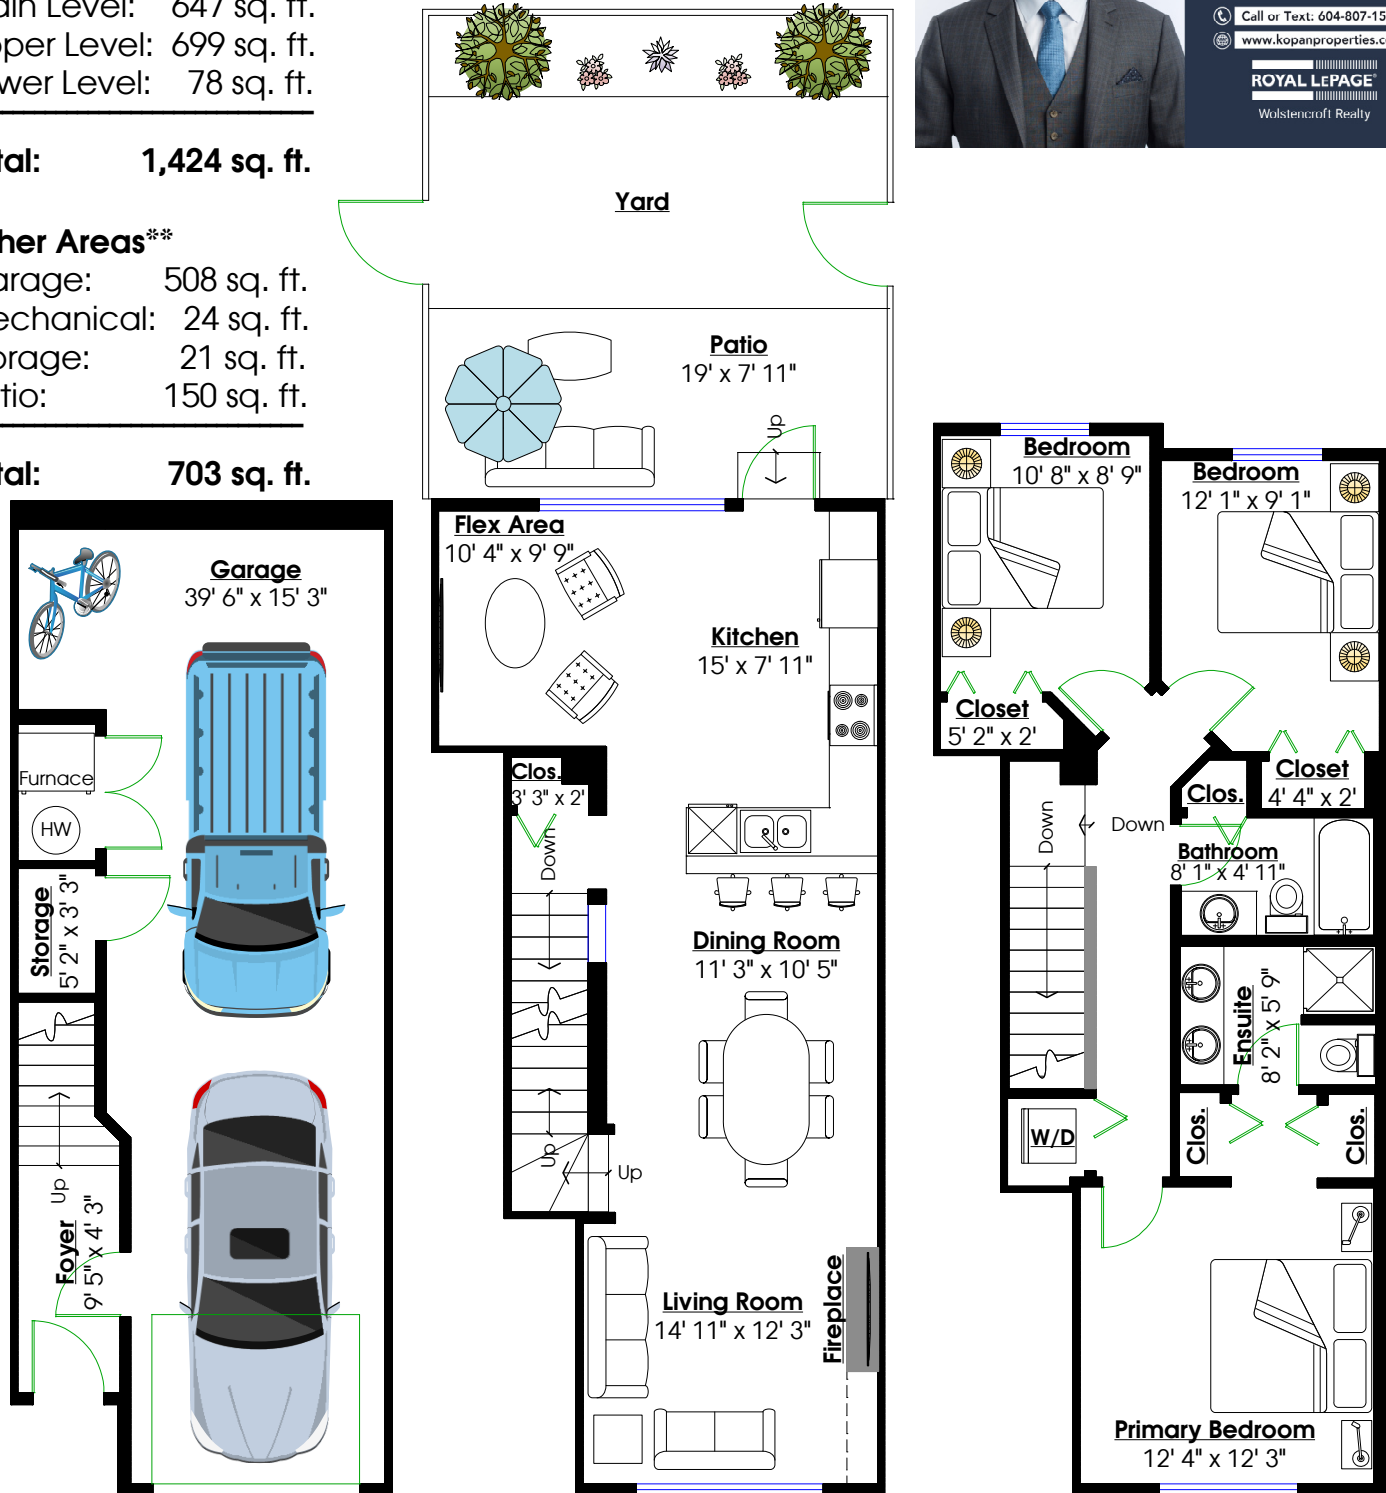 ain Level: 647 sq. ft.
pper Level: 699 sq. ft.
wer Level: 78 sq. ft.
tal: 1,424 sq. ft.
her Areas**
arage: 508 sq. ft.
echanical: 24 sq. ft.
orage: 21 sq. ft.
tio: 150 sq. ft.
tal: 703 sq. ft.
Call or Text: 604-807-15
www.kopanproperties.c
ROYAL LEPAGE®
Wolstencroft Realty
Garage
39' 6" x 15' 3"
Furnace
HW
Storage
5' 2" x 3' 3"
Up
Foyer
9' 5" x 4' 3"
Yard
Patio
19' x 7' 11"
Up
Flex Area
10' 4" x 9' 9"
Kitchen
15' x 7' 11"
Clos.
3' 3" x 2'
Down
Dining Room
11' 3" x 10' 5"
Up
Up
Living Room
14' 11" x 12' 3"
Fireplace
Bedroom
10' 8" x 8' 9"
Bedroom
12' 1" x 9' 1"
Closet
5' 2" x 2'
Closet
4' 4" x 2'
Clos.
Down
Down
Bathroom
8' 1" x 4' 11"
Ensuite
8' 2" x 5' 9"
W/D
Clos.
Clos.
Primary Bedroom
12' 4" x 12' 3"